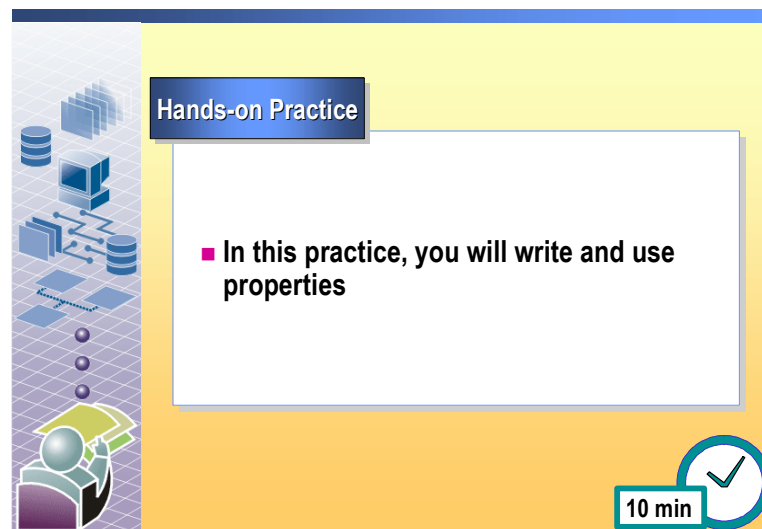 Hands-on Practice
■ In this practice, you will write and use
properties
10 min